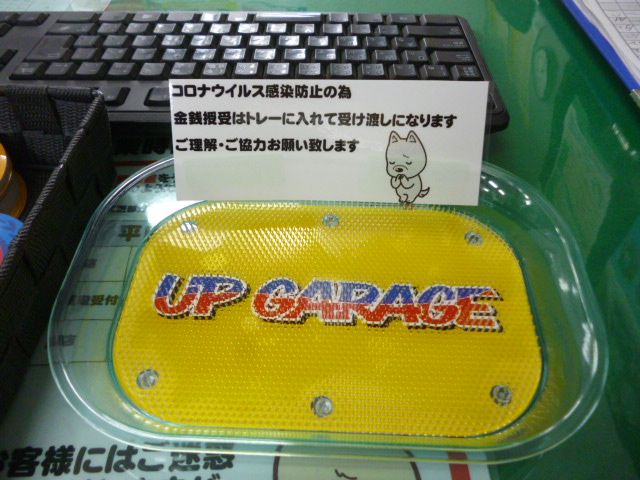 コロナウイルス感染防止の為
金銭授受はトレーに入れて受け渡しになります
ご理解・ご協力お願い致します
UP GARAGE
お客様にはご迷惑